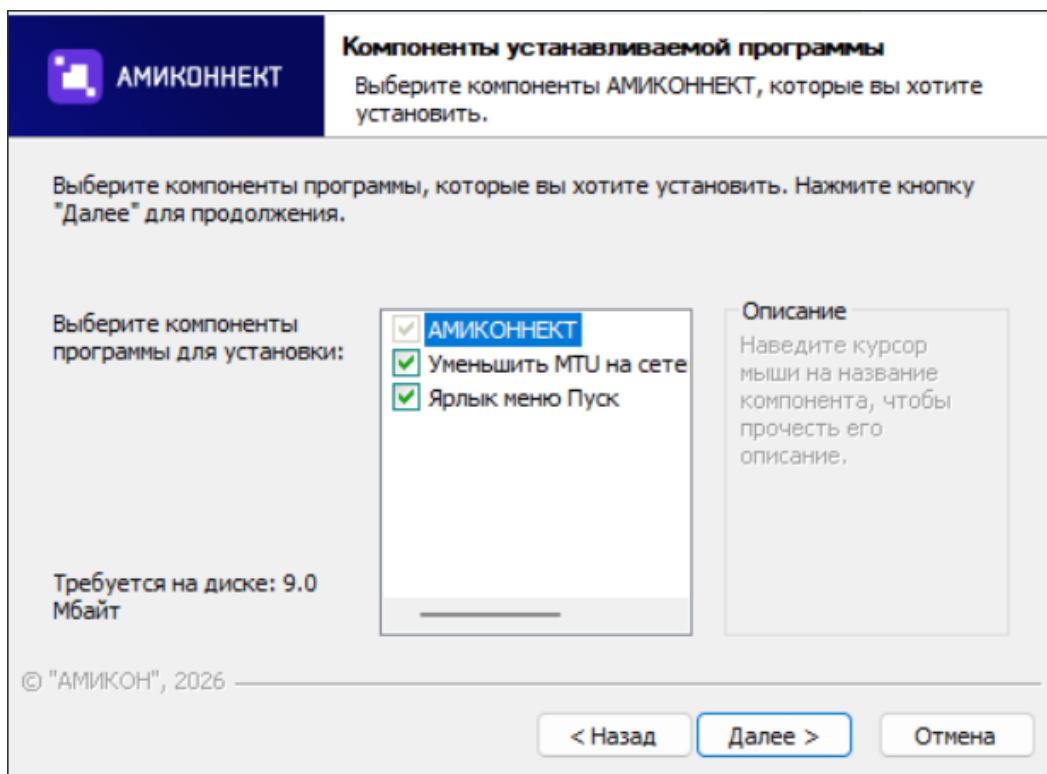 АМИКОННЕКТ
Компоненты устанавливаемой программы
Выберите компоненты АМИКОННЕКТ, которые вы хотите
установить.
Выберите компоненты программы, которые вы хотите установить. Нажмите кнопку
"Далее" для продолжения.
Выберите компоненты
программы для установки:
АМИКОННЕКТ
Уменьшить MTU на сете
Ярлык меню Пуск
Описание
Наведите курсор
мыши на название
компонента, чтобы
прочесть его
описание.
Требуется на диске: 9.0
Мбайт
© "АМИКОН", 2026
< Назад
Далее >
Отмена